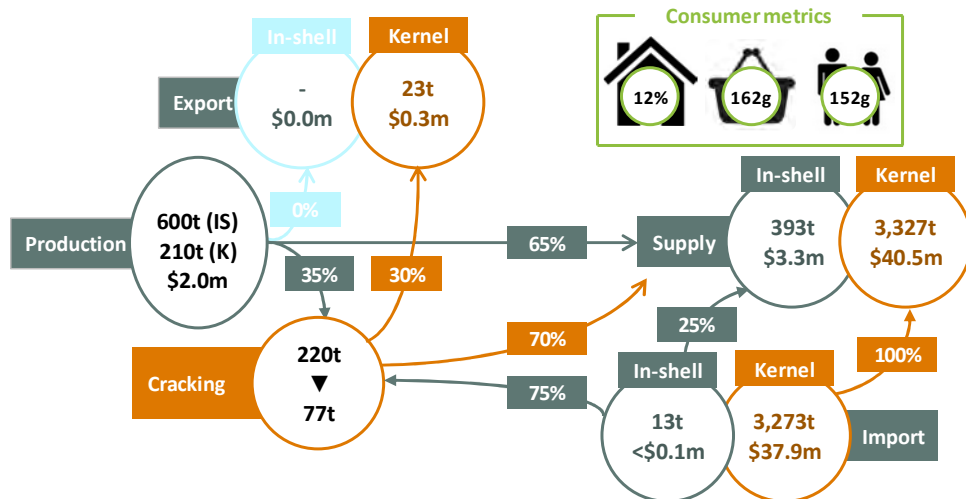 Consumer metrics
12%
162g
152g
In-shell
Kernel
Export
-
$0.0m
23t
$0.3m
0%
Production
600t (IS)
210t (K)
$2.0m
65%
35%
30%
Supply
In-shell
Kernel
393t
$3.3m
3,327t
$40.5m
Cracking
220t
▼
77t
70%
75%
25%
100%
In-shell
Kernel
13t
<$0.1m
3,273t
$37.9m
Import